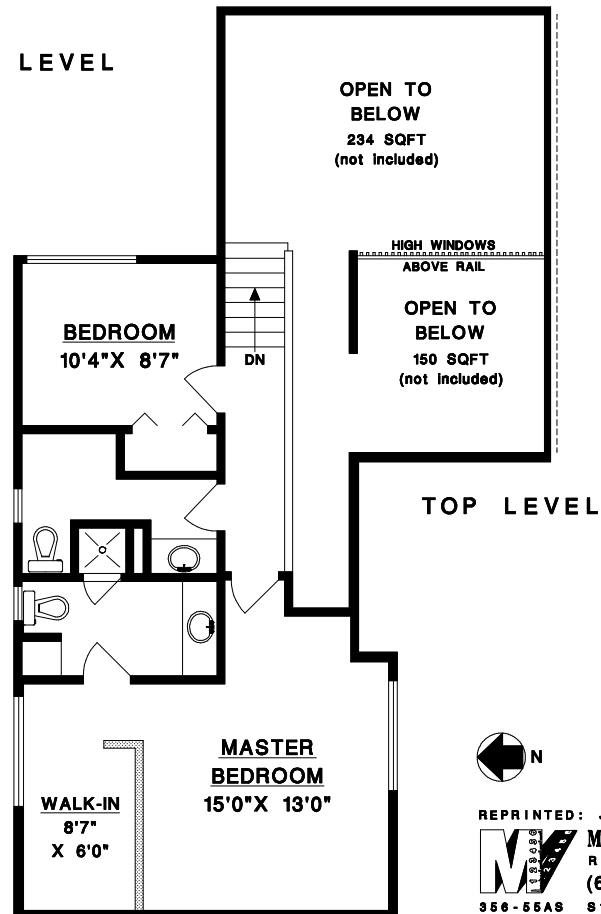 LEVEL
OPEN TO
BELOW
234 SQFT
(not included)
HIGH WINDOWS
ABOVE RAIL
BEDROOM
10'4"X 8'7"
DN
OPEN TO
BELOW
150 SQFT
(not included)
TOP LEVEL
MASTER
BEDROOM
15'0"X 13'0"
WALK-IN
8'7"
X 6'0"
N
REPRINTED:
M
R
(6
356-55AS